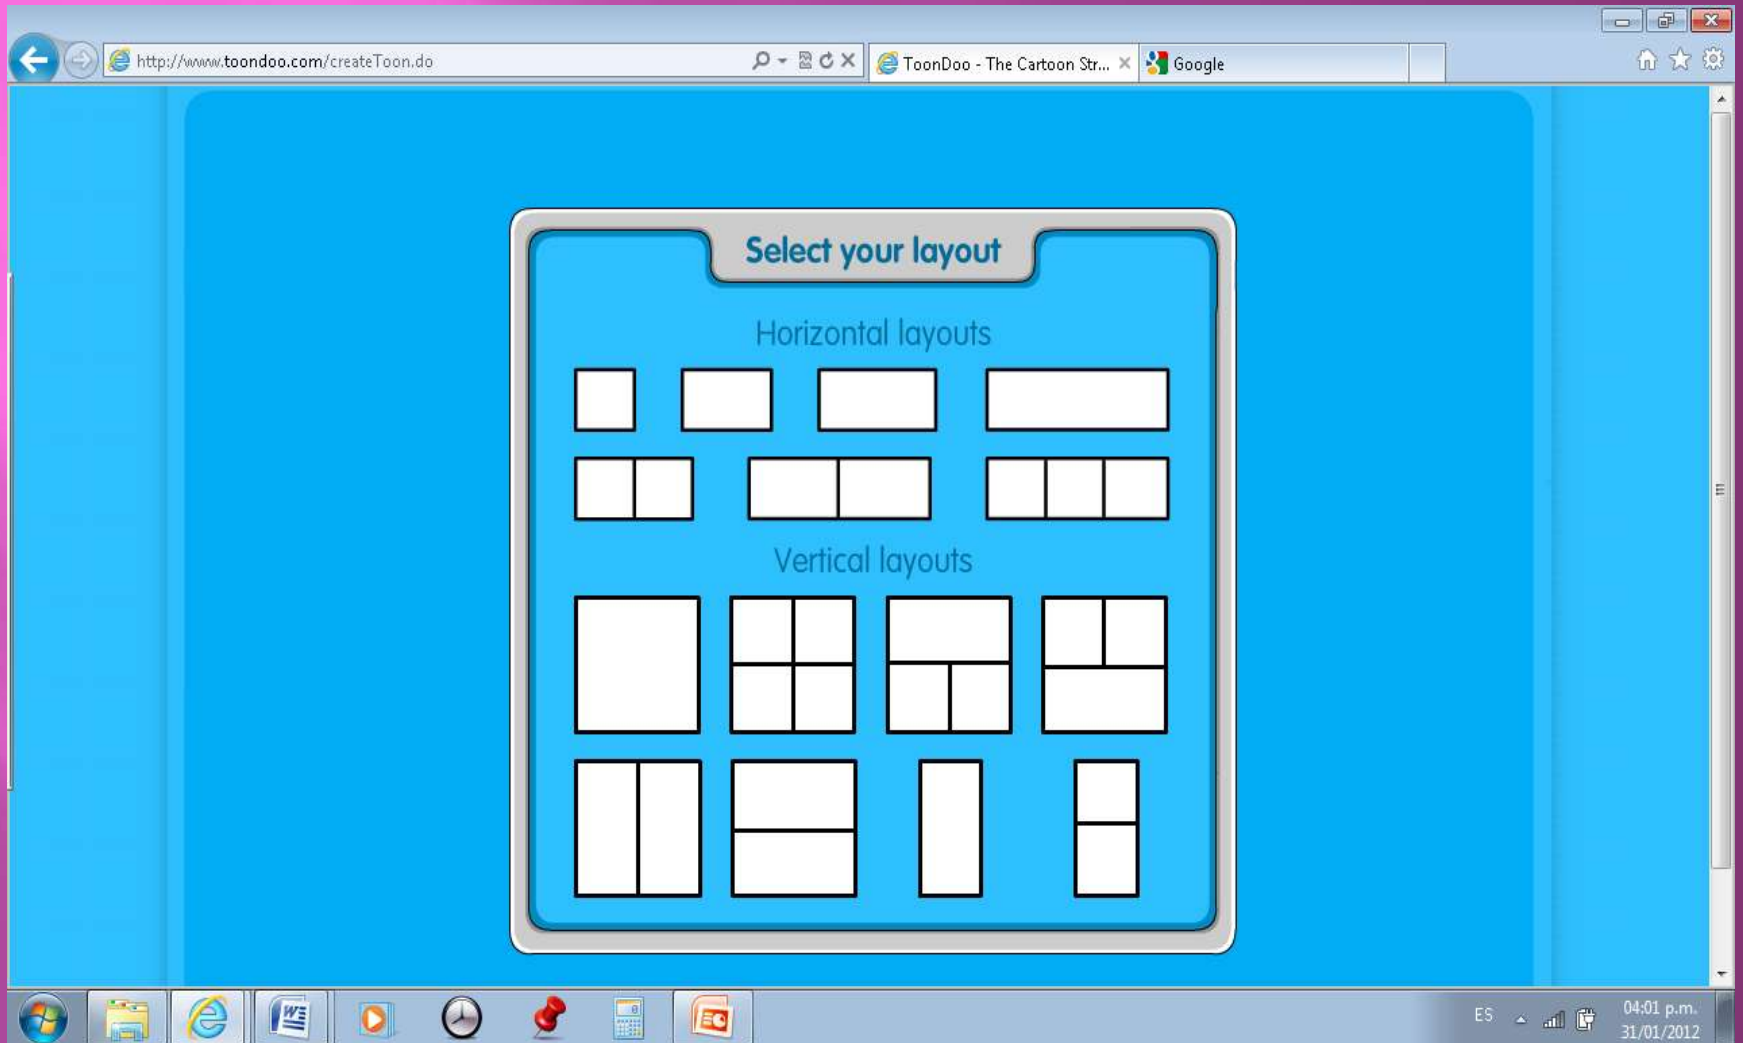 http://www.toondoo.com/createToon.do
ToonDoo - The Cartoon Str...
Google
Select your layout
Horizontal layouts
Vertical layouts
ES
04:01 p.m.
31/01/2012